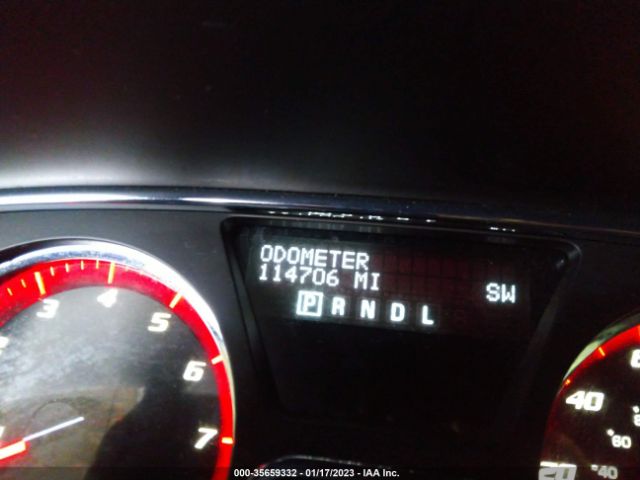 ODOMETER
114706 MI
SW
P R N D L
3 4 5 6 7
40
60
20
40
000-35659332 - 01/17/2023 - IAA Inc.